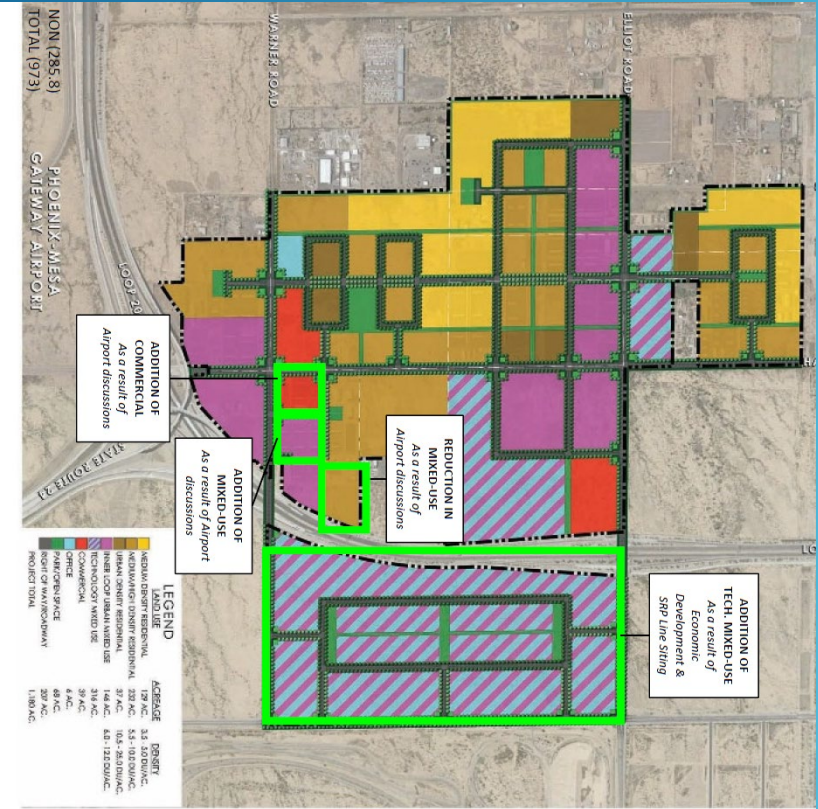 ELLIOT ROAD
WARNER ROAD
HA
LO
LOOP 20
STATE ROUTE 24
PHOENIX-MESA
GATEWAY AIRPORT
NON (285.8)
TOTAL (973)
ADDITION OF
TECH. MIXED-USE
As a result of
Economic
Development &
SRP Line Siting
REDUCTION IN
MIXED-USE
As a result of
Airport discussions
ADDITION OF
MIXED-USE
As a result of Airport
discussions
ADDITION OF
COMMERCIAL
As a result of
Airport discussions
LEGEND
LAND USE ACREAGE DENSITY
MEDIUM DENSITY RESIDENTIAL 129 AC. 3.5 - 5.0 DU/AC.
MEDIUM/HIGH DENSITY RESIDENTIAL 232 AC. 5.5 - 10.0 DU/AC.
URBAN DENSITY RESIDENTIAL 37 AC. 10.5 - 25.0 DU/AC.
INNER LOOP URBAN MIXED USE 146 AC. 6.0 - 12.0 DU/AC.
TECHNOLOGY MIXED USE 316 AC.
COMMERCIAL 39 AC.
OFFICE 6 AC.
PARK/OPEN SPACE 68 AC.
RIGHT OF WAY/ROADWAY 207 AC.
PROJECT TOTAL 1,180 AC.